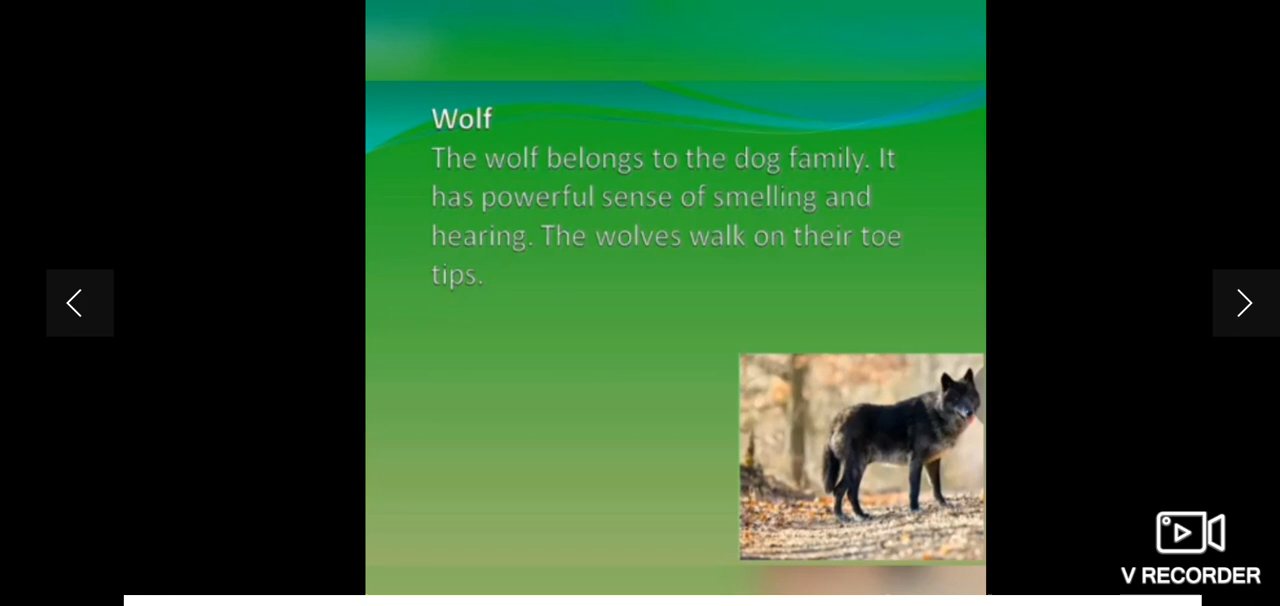 Wolf
The wolf belongs to the dog family. It
has powerful sense of smelling and
hearing. The wolves walk on their toe
tips.
V RECORDER